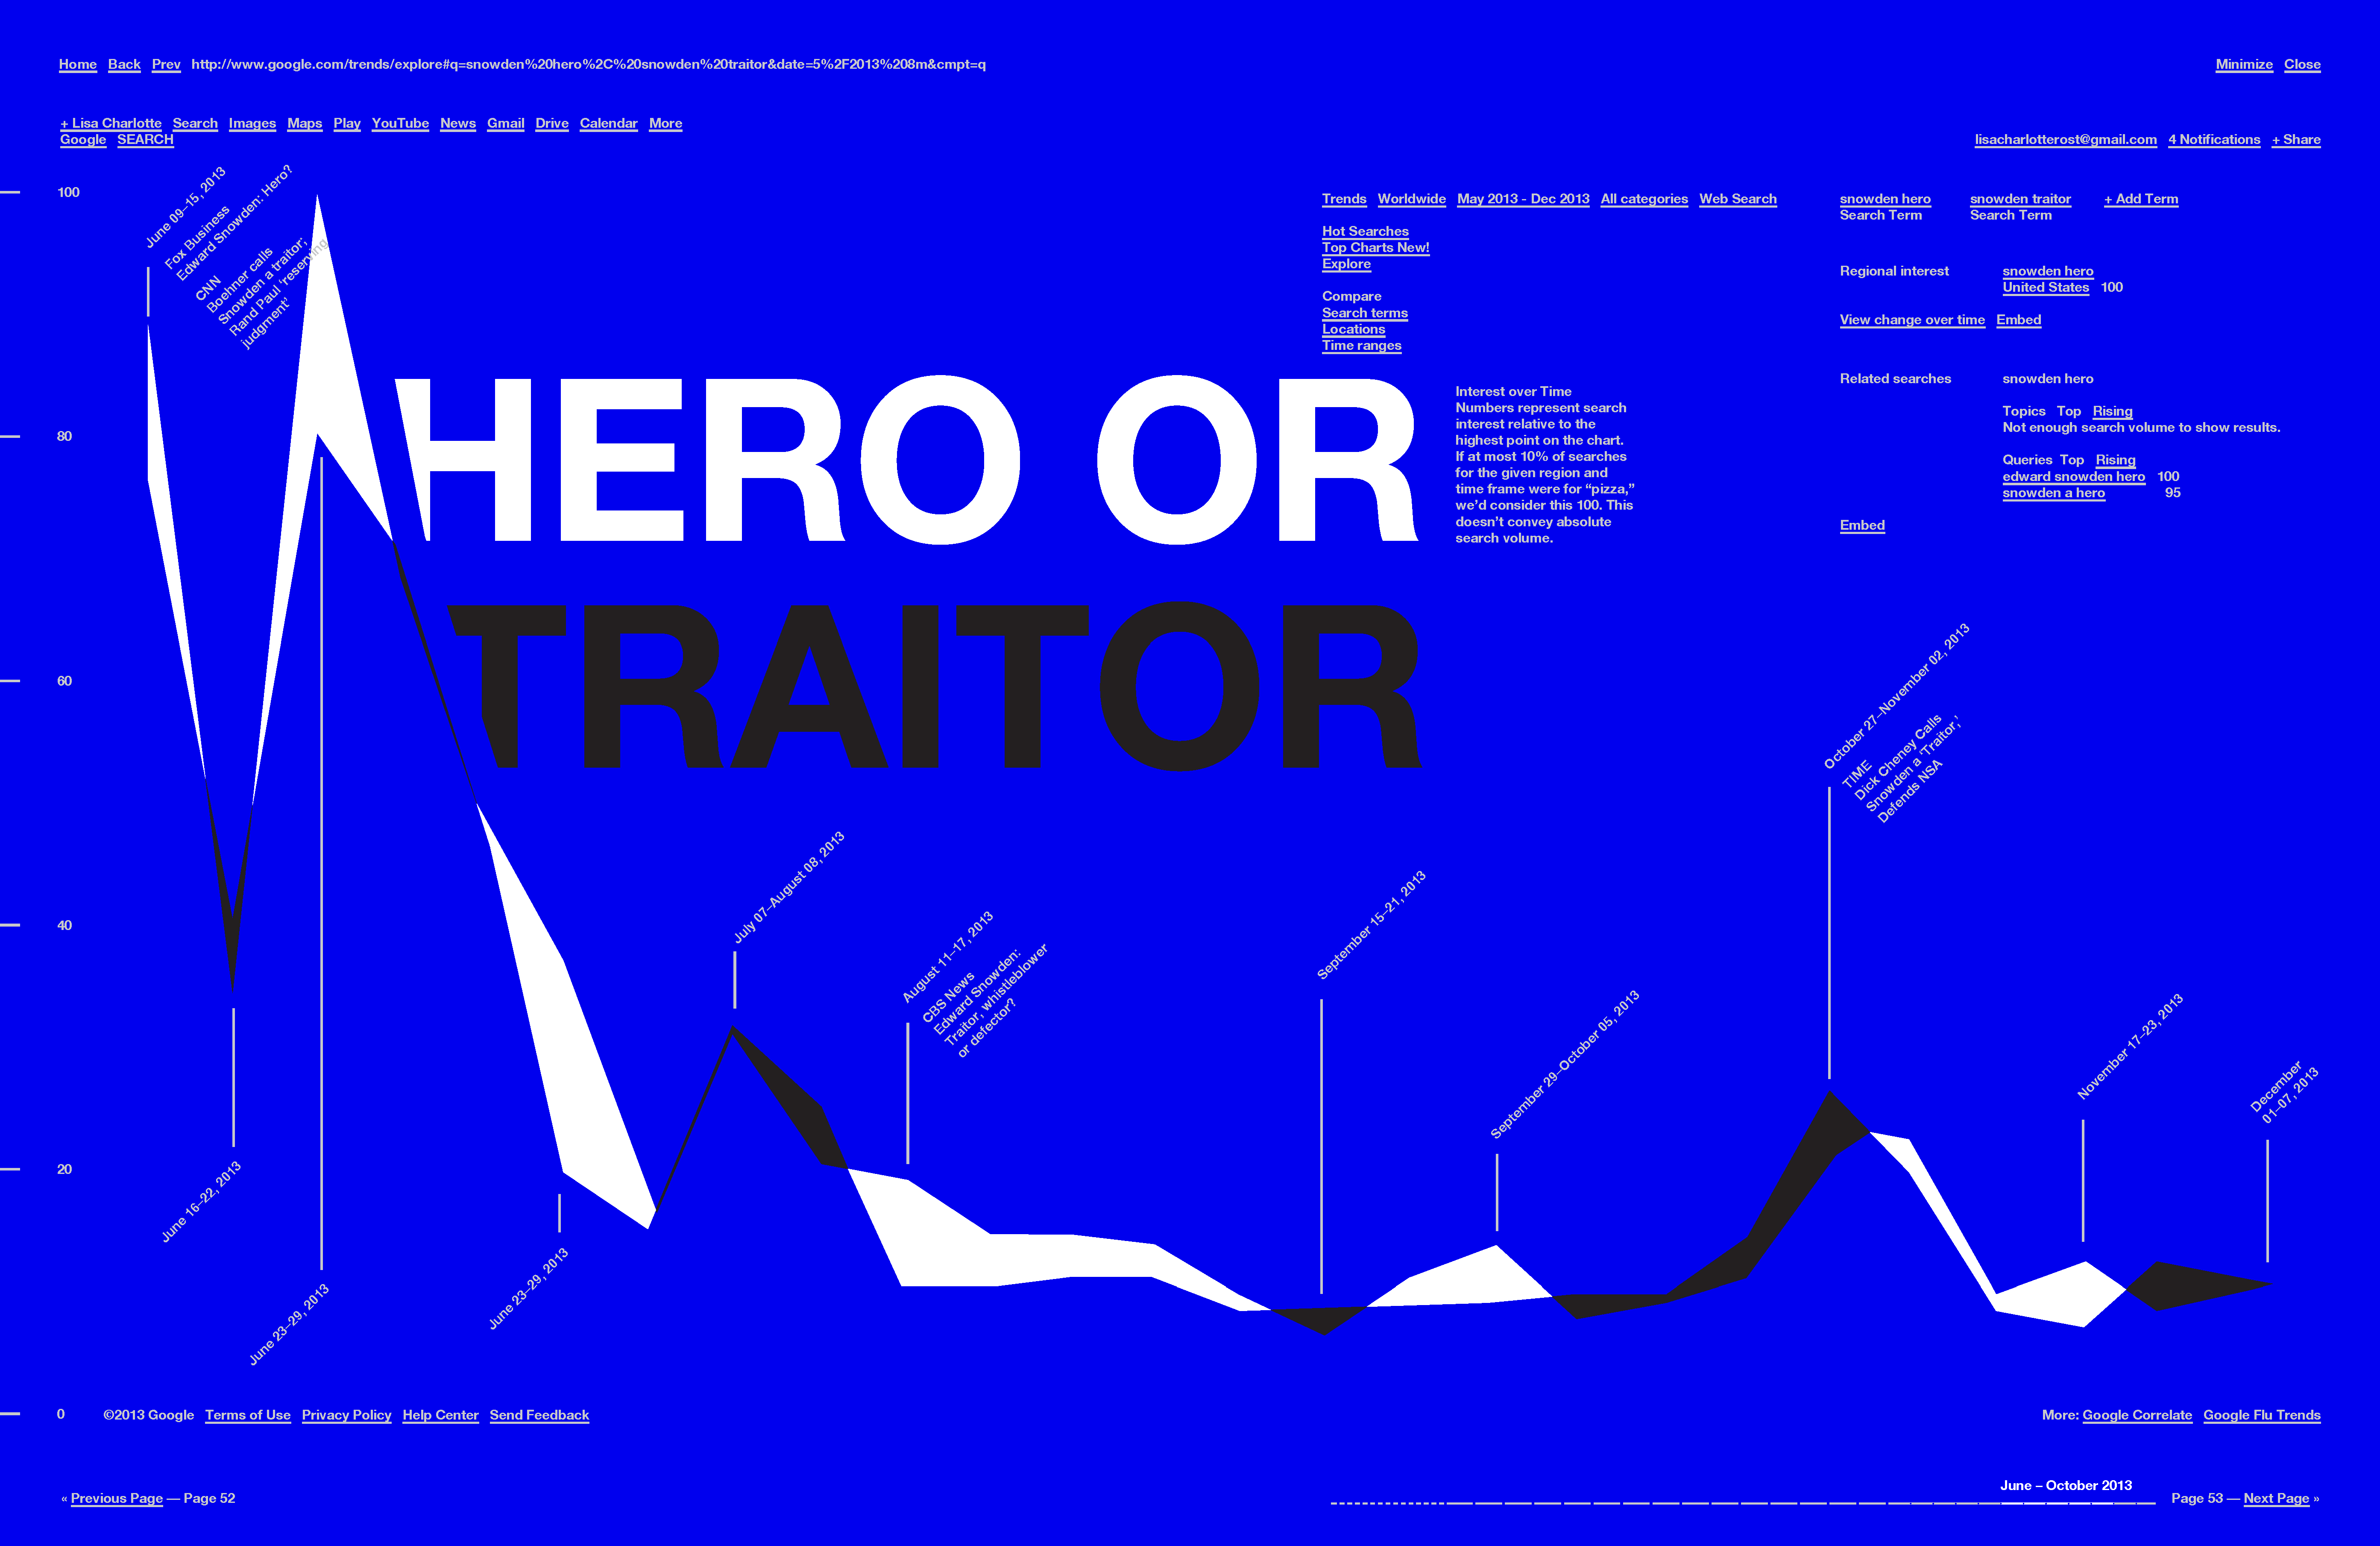 Home Back Prev http://www.google.com/trends/explore#q=snowden%20hero%2C%20snowden%20traitor&date=5%2F2013%208m&cmpt=q
Minimize Close
+ Lisa Charlotte Search Images Maps Play YouTube News Gmail Drive Calendar More
Google SEARCH
lisacharlotterost@gmail.com 4 Notifications + Share
100
80
60
40
20
0
June 09–15, 2013
Fox Business
Edward Snowden: Hero?
CNN
Boehner calls
Snowden a traitor;
Rand Paul 'reserving
judgment'
Trends Worldwide May 2013 - Dec 2013 All categories Web Search
Hot Searches
Top Charts New!
Explore
Compare
Search terms
Locations
Time ranges
snowden hero
Search Term
snowden traitor
Search Term
+ Add Term
Regional interest
snowden hero
United States 100
View change over time Embed
Related searches
snowden hero
Topics Top Rising
Not enough search volume to show results.
Queries Top Rising
edward snowden hero 100
snowden a hero 95
Embed
HERO OR
TRAITOR
Interest over Time
Numbers represent search
interest relative to the
highest point on the chart.
If at most 10% of searches
for the given region and
time frame were for “pizza,”
we’d consider this 100. This
doesn’t convey absolute
search volume.
June 16–22, 2013
June 23–29, 2013
June 23–29, 2013
July 07–August 08, 2013
August 11–17, 2013
CBS News
Edward Snowden:
Traitor, whistleblower
or defector?
September 15–21, 2013
September 29–October 05, 2013
October 27–November 02, 2013
TIME
Dick Cheney Calls
Snowden a 'Traitor,'
Defends NSA
November 17–23, 2013
December
01–07, 2013
©2013 Google Terms of Use Privacy Policy Help Center Send Feedback
More: Google Correlate Google Flu Trends
« Previous Page — Page 52
June – October 2013
Page 53 — Next Page »